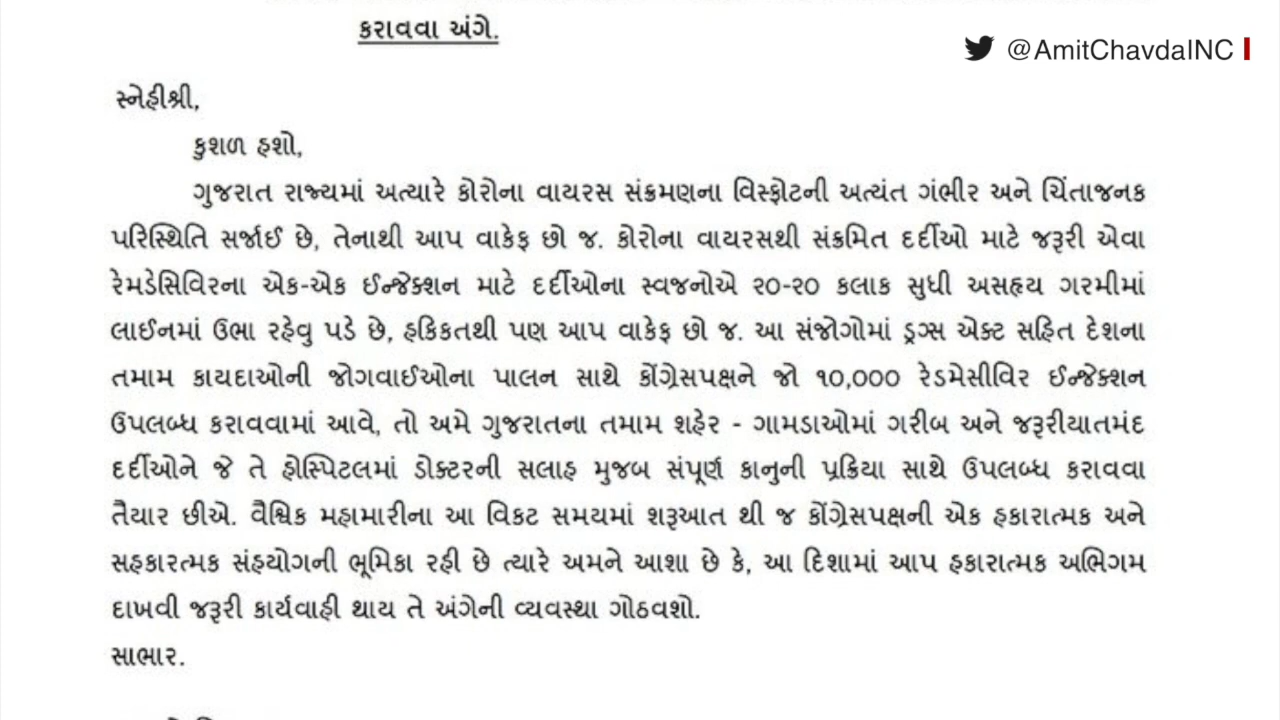 કરાવવા અંગે.
@AmitChavdaINC
સ્નેહીશ્રી,
કુશળ હશો,
ગુજરાત રાજ્યમાં અત્યારે કોરોના વાયરસ સંક્રમણના વિસ્ફોટની અત્યંત ગંભીર અને ચિંતાજનક
પરિસ્થિતિ સર્જાઈ છે, તેનાથી આપ વાકેફ છો જ. કોરોના વાયરસથી સંક્રમિત દર્દીઓ માટે જરૂરી એવા
રેમડેસિવિરના એક-એક ઈન્જેક્શન માટે દર્દીઓના સ્વજનોએ ૨૦-૨૦ કલાક સુધી અસહ્ય ગરમીમાં
લાઈનમાં ઉભા રહેવુ પડે છે, હકિકતથી પણ આપ વાકેફ છો જ. આ સંજોગોમાં ડ્રગ્સ એક્ટ સહિત દેશના
તમામ કાયદાઓની જોગવાઈઓના પાલન સાથે કોંગ્રેસપક્ષને જો ૧૦,૦૦૦ રેડમેસીવિર ઈન્જેક્શન
ઉપલબ્ધ કરાવવામાં આવે, તો અમે ગુજરાતના તમામ શહેર - ગામડાઓમાં ગરીબ અને જરૂરીયાતમંદ
દર્દીઓને જે તે હોસ્પિટલમાં ડોક્ટરની સલાહ મુજબ સંપૂર્ણ કાનુની પ્રક્રિયા સાથે ઉપલબ્ધ કરાવવા
તૈયાર છીએ. વૈશ્વિક મહામારીના આ વિકટ સમયમાં શરૂઆત થી જ કોંગ્રેસપક્ષની એક હકારાત્મક અને
સહકારત્મક સંહયોગની ભૂમિકા રહી છે ત્યારે અમને આશા છે કે, આ દિશામાં આપ હકારાત્મક અભિગમ
દાખવી જરૂરી કાર્યવાહી થાય તે અંગેની વ્યવસ્થા ગોઠવશો.
સાભાર.